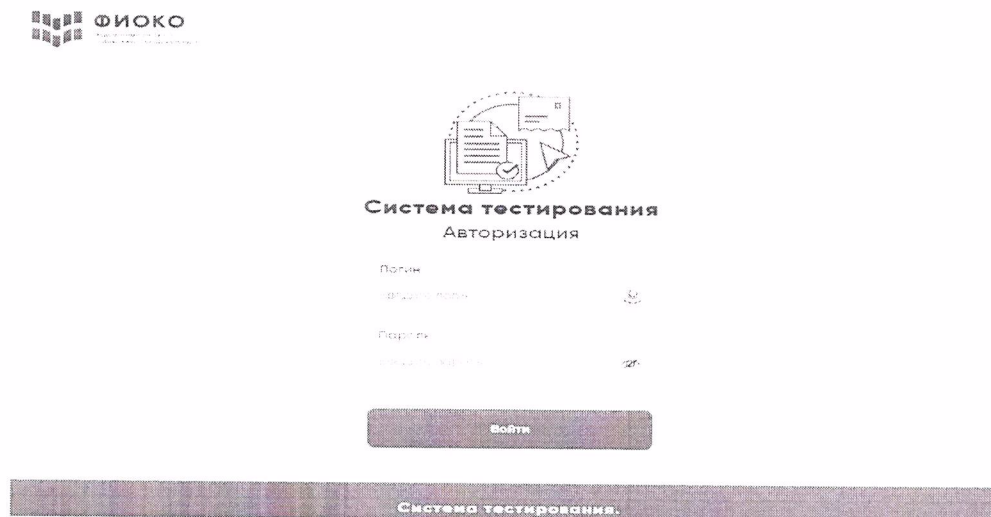 ФИОКО
Система тестирования
Авторизация
Логин
Пароль
Войти
Система тестирования.